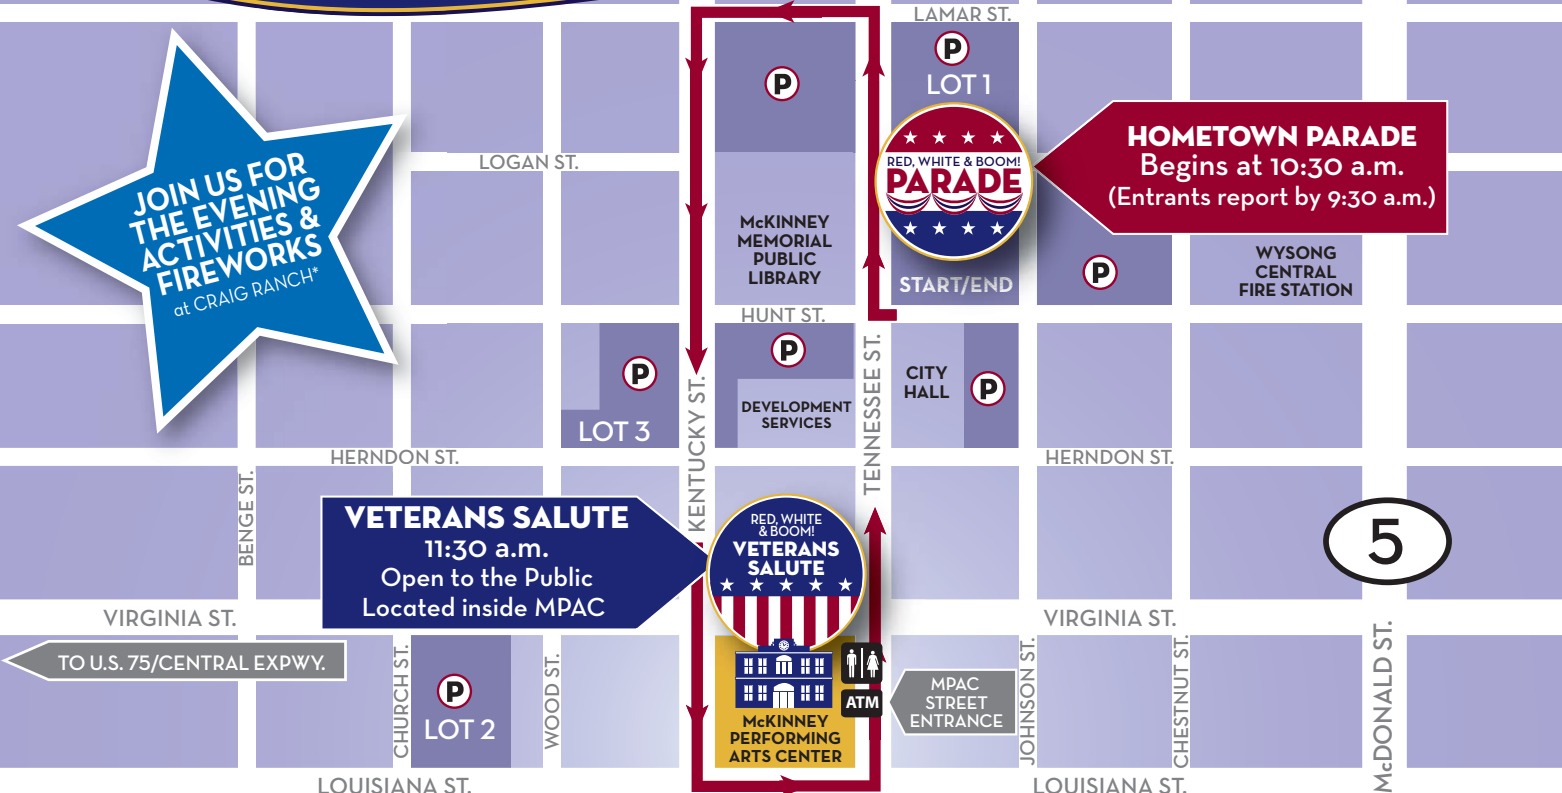 LAMAR ST.
P
LOT 1
P
HOMETOWN PARADE
Begins at 10:30 a.m.
(Entrants report by 9:30 a.m.)
RED, WHITE & BOOM!
PARADE
START/END
JOIN US FOR
THE EVENING
ACTIVITIES &
FIREWORKS
at CRAIG RANCH*
LOGAN ST.
McKINNEY
MEMORIAL
PUBLIC
LIBRARY
P
WYSONG
CENTRAL
FIRE STATION
HUNT ST.
P
LOT 3
P
DEVELOPMENT
SERVICES
CITY
HALL
P
KENTUCKY ST.
TENNESSEE ST.
HERNDON ST.
HERNDON ST.
BENGE ST.
VETERANS SALUTE
11:30 a.m.
Open to the Public
Located inside MPAC
RED, WHITE
& BOOM!
VETERANS
SALUTE
5
VIRGINIA ST.
VIRGINIA ST.
TO U.S. 75/CENTRAL EXPWY.
CHURCH ST.
P
LOT 2
WOOD ST.
ATM
McKINNEY
PERFORMING
ARTS CENTER
MPAC
STREET
ENTRANCE
JOHNSON ST.
CHESTNUT ST.
McDONALD ST.
LOUISIANA ST.
LOUISIANA ST.